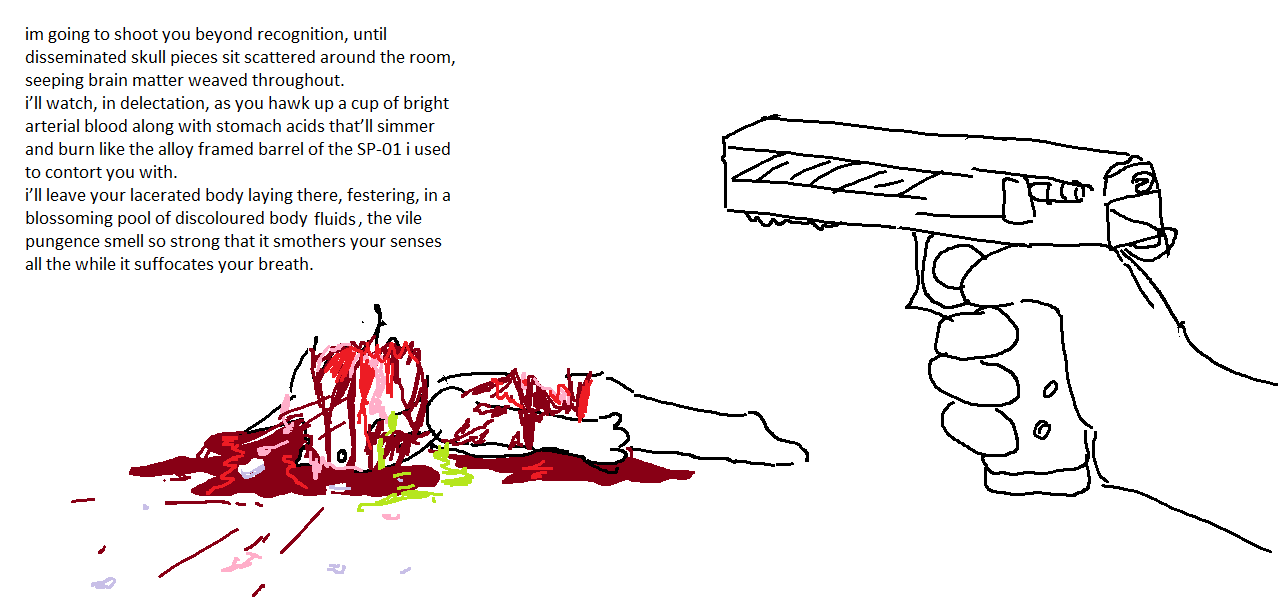 im going to shoot you beyond recognition, until
disseminated skull pieces sit scattered around the room,
seeping brain matter weaved throughout.
i’ll watch, in delectation, as you hawk up a cup of bright
arterial blood along with stomach acids that’ll simmer
and burn like the alloy framed barrel of the SP-01 i used
to contort you with.
i’ll leave your lacerated body laying there, festering, in a
blossoming pool of discoloured body fluids, the vile
pungence smell so strong that it smothers your senses
all the while it suffocates your breath.